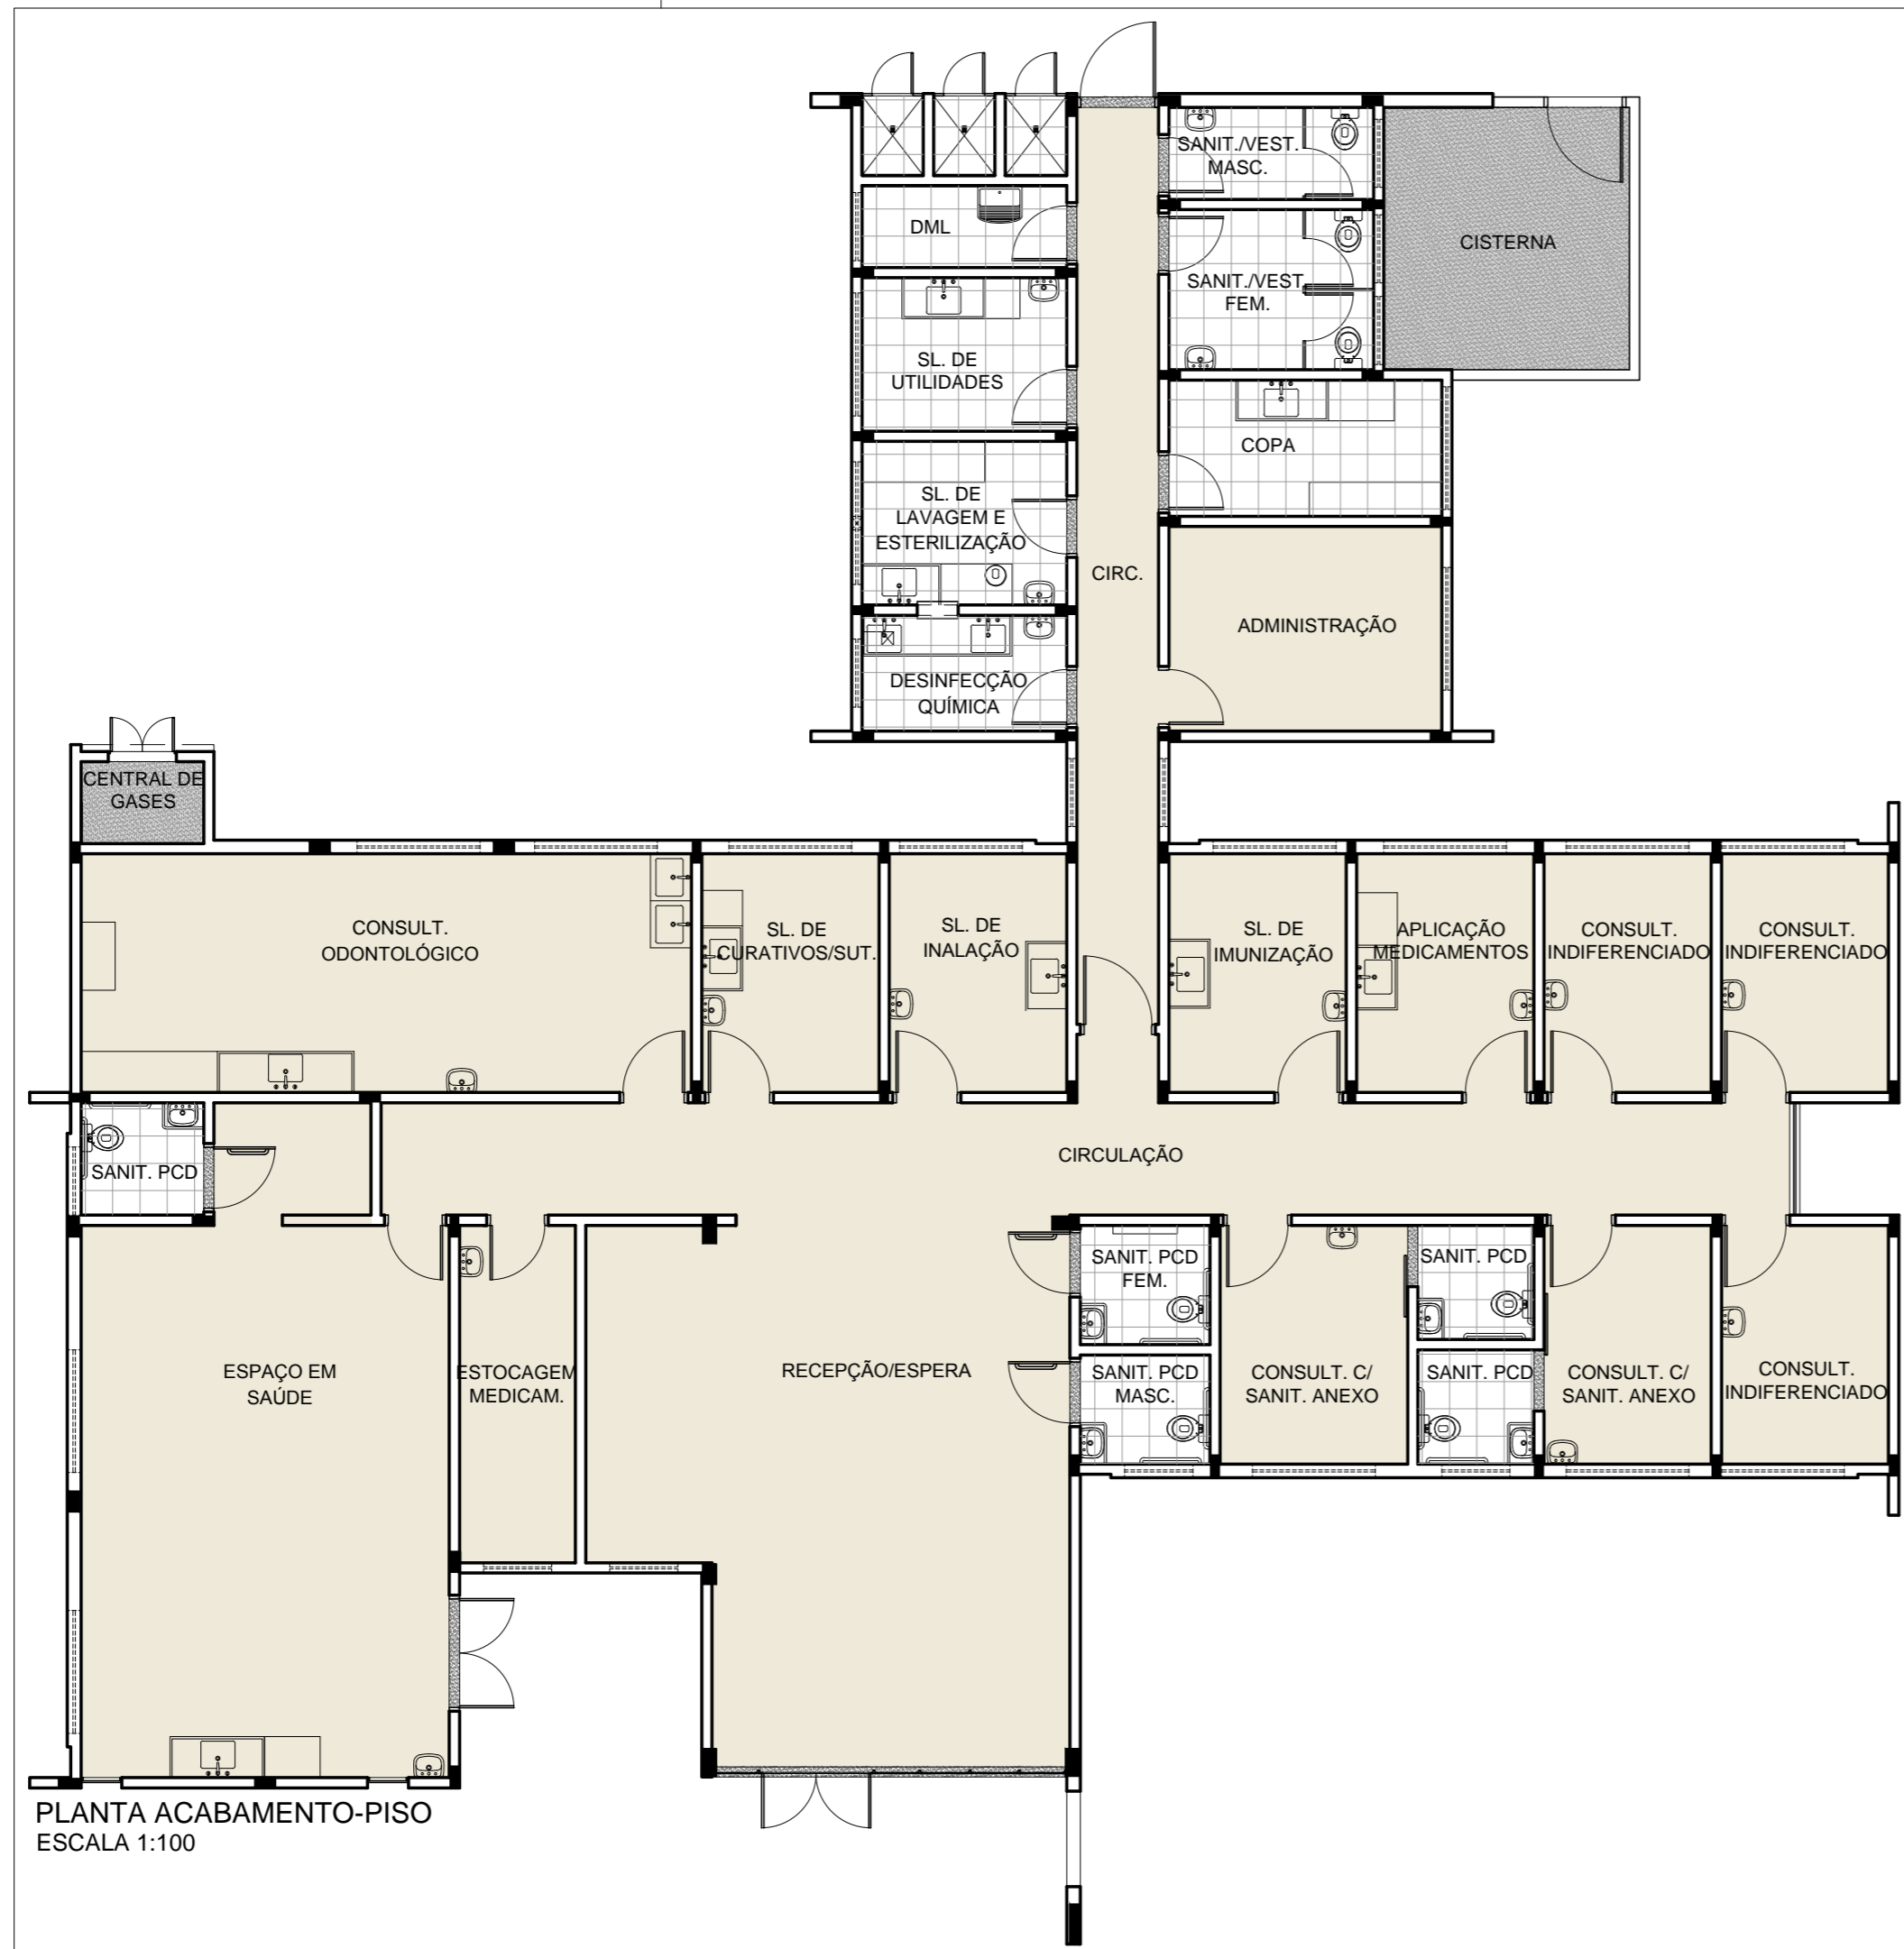 SANIT./VEST.
MASC.
DML
CISTERNA
SANIT./VEST.
FEM.
SL. DE
UTILIDADES
COPA
SL. DE
LAVAGEM E
ESTERILIZAÇÃO
CIRC.
ADMINISTRAÇÃO
DESINFECÇÃO
QUÍMICA
CENTRAL DE
GASES
CONSULT.
ODONTOLÓGICO
SL. DE
CURATIVOS/SUT.
SL. DE
INALAÇÃO
SL. DE
IMUNIZAÇÃO
APLICAÇÃO
MEDICAMENTOS
CONSULT.
INDIFERENCIADO
CONSULT.
INDIFERENCIADO
CIRCULAÇÃO
SANIT. PCD
SANIT. PCD
FEM.
SANIT. PCD
ESPAÇO EM
SAÚDE
ESTOCAGEM
MEDICAM.
RECEPÇÃO/ESPERA
SANIT. PCD
MASC.
CONSULT. C/
SANIT. ANEXO
SANIT. PCD
CONSULT. C/
SANIT. ANEXO
CONSULT.
INDIFERENCIADO
PLANTA ACABAMENTO-PISO
ESCALA 1:100